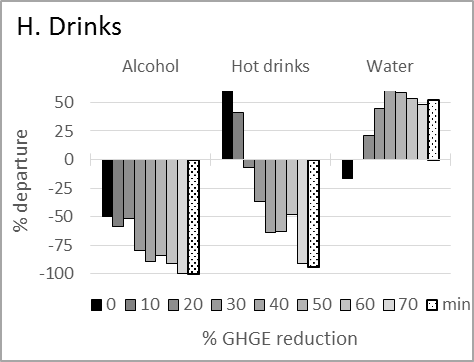 H. Drinks
Alcohol Hot drinks Water
% departure
50
25
0
-25
-50
-75
-100
0 10 20 30 40 50 60 70 min
% GHGE reduction